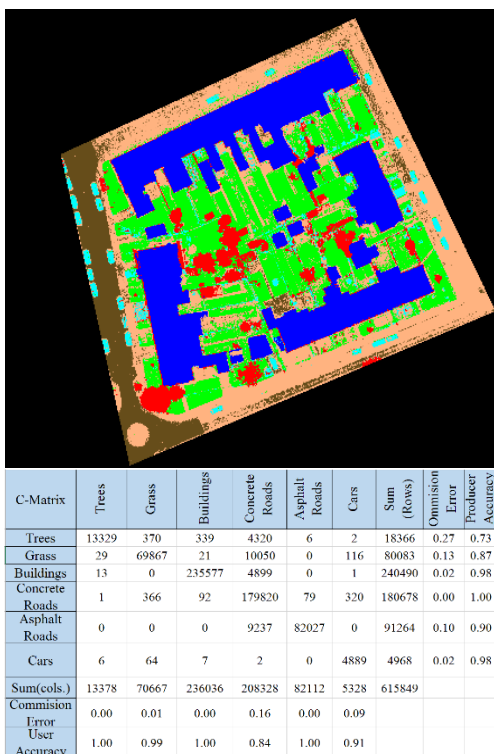 C-Matrix Trees Grass Buildings Concrete Roads Asphalt Roads Cars Sum (Rows) Ommision Error Producer Accuracy
Trees 13329 370 339 4320 6 2 18366 0.27 0.73
Grass 29 69867 21 10050 0 116 80083 0.13 0.87
Buildings 13 0 235577 4899 0 1 240490 0.02 0.98
Concrete Roads 1 366 92 179820 79 320 180678 0.00 1.00
Asphalt Roads 0 0 0 9237 82027 0 91264 0.10 0.90
Cars 6 64 7 2 0 4889 4968 0.02 0.98
Sum(cols.) 13378 70667 236036 208328 82112 5328 615849
Commision Error 0.00 0.01 0.00 0.16 0.00 0.09
User Accuracy 1.00 0.99 1.00 0.84 1.00 0.91